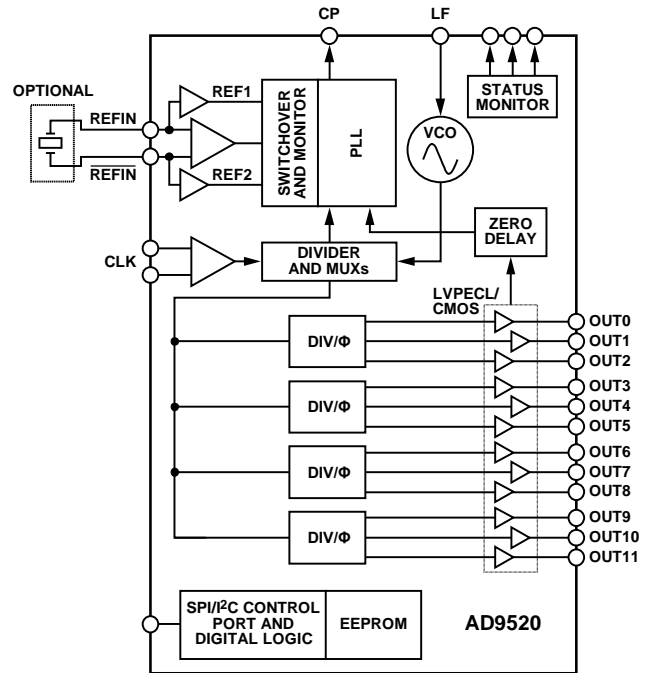 CP
LF
OPTIONAL
REFIN
REFIN
REF1
REF2
SWITCHOVER
AND MONITOR
PLL
VCO
STATUS
MONITOR
CLK
DIVIDER
AND MUXs
ZERO
DELAY
LVPECL/
CMOS
DIV/Φ
OUT0
OUT1
OUT2
DIV/Φ
OUT3
OUT4
OUT5
DIV/Φ
OUT6
OUT7
OUT8
DIV/Φ
OUT9
OUT10
OUT11
SPI/I²C CONTROL
PORT AND
DIGITAL LOGIC
EEPROM
AD9520